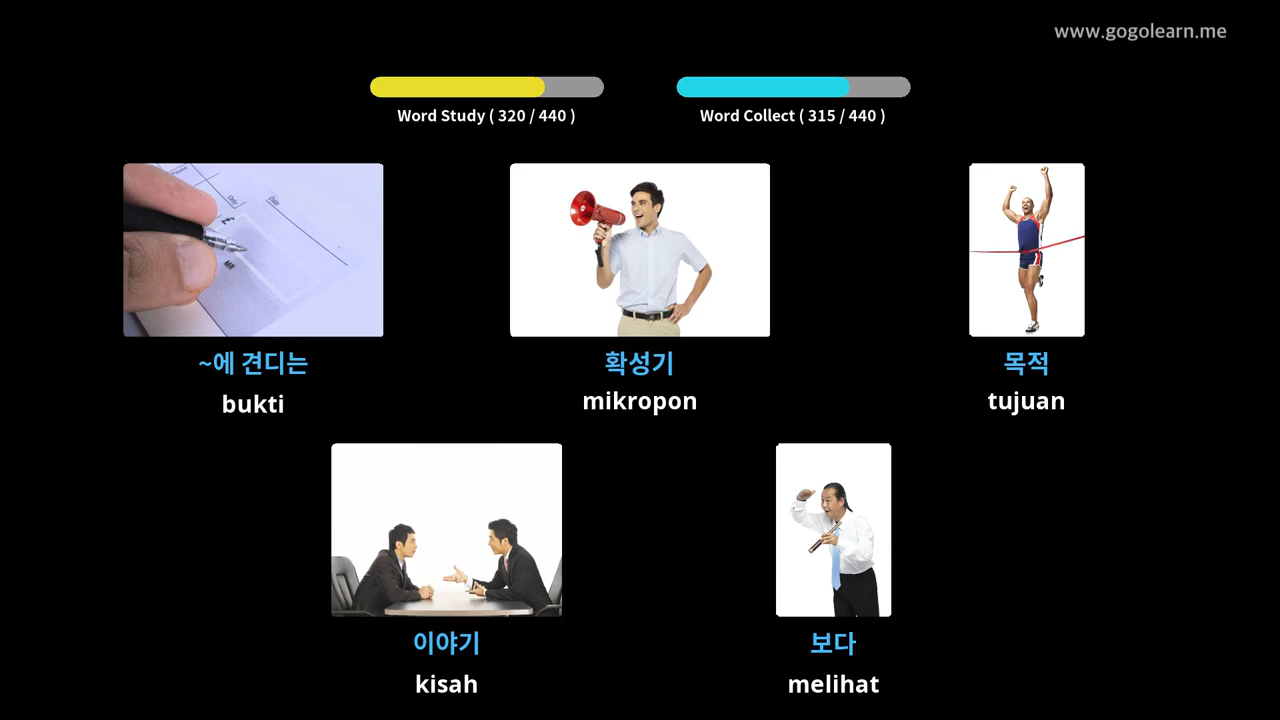 www.gogolearn.me
Word Study ( 320 / 440 )
Word Collect ( 315 / 440 )
~에 견디는
bukti
확성기
mikropon
목적
tujuan
이야기
kisah
보다
melihat